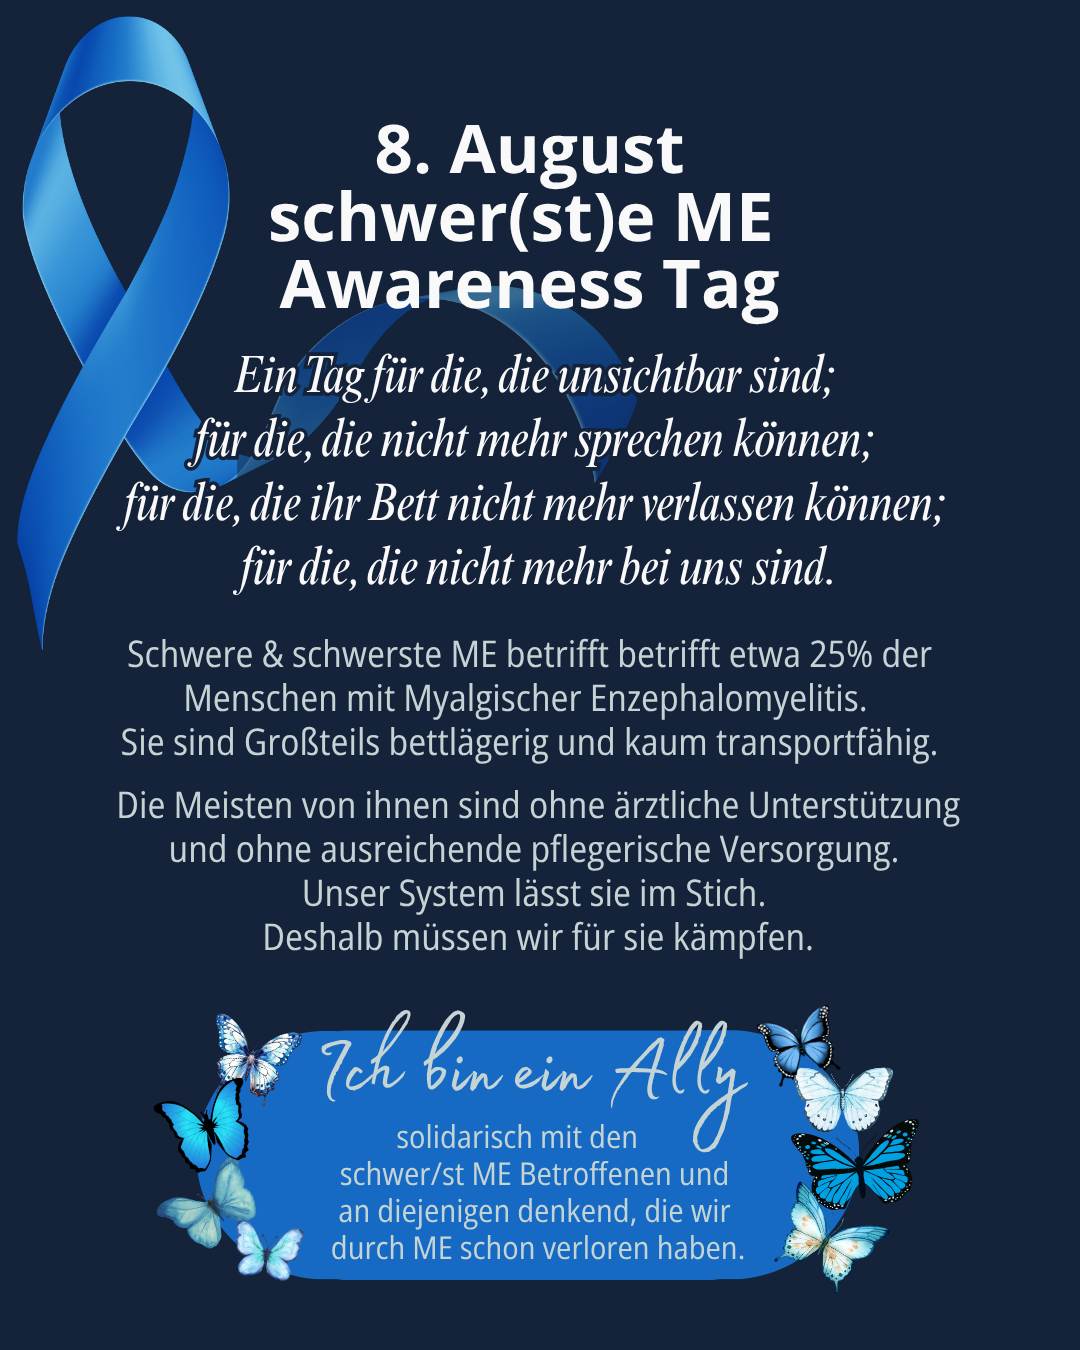 8. August
schwer(st)e ME
Awareness Tag
Ein Tag für die, die unsichtbar sind;
für die, die nicht mehr sprechen können;
für die, die ihr Bett nicht mehr verlassen können;
für die, die nicht mehr bei uns sind.
Schwere & schwerste ME betrifft betrifft etwa 25% der
Menschen mit Myalgischer Enzephalomyelitis.
Sie sind Großteils bettlägerig und kaum transportfähig.
Die Meisten von ihnen sind ohne ärztliche Unterstützung
und ohne ausreichende pflegerische Versorgung.
Unser System lässt sie im Stich.
Deshalb müssen wir für sie kämpfen.
Ich bin ein Ally
solidarisch mit den
schwer/st ME Betroffenen und
an diejenigen denkend, die wir
durch ME schon verloren haben.